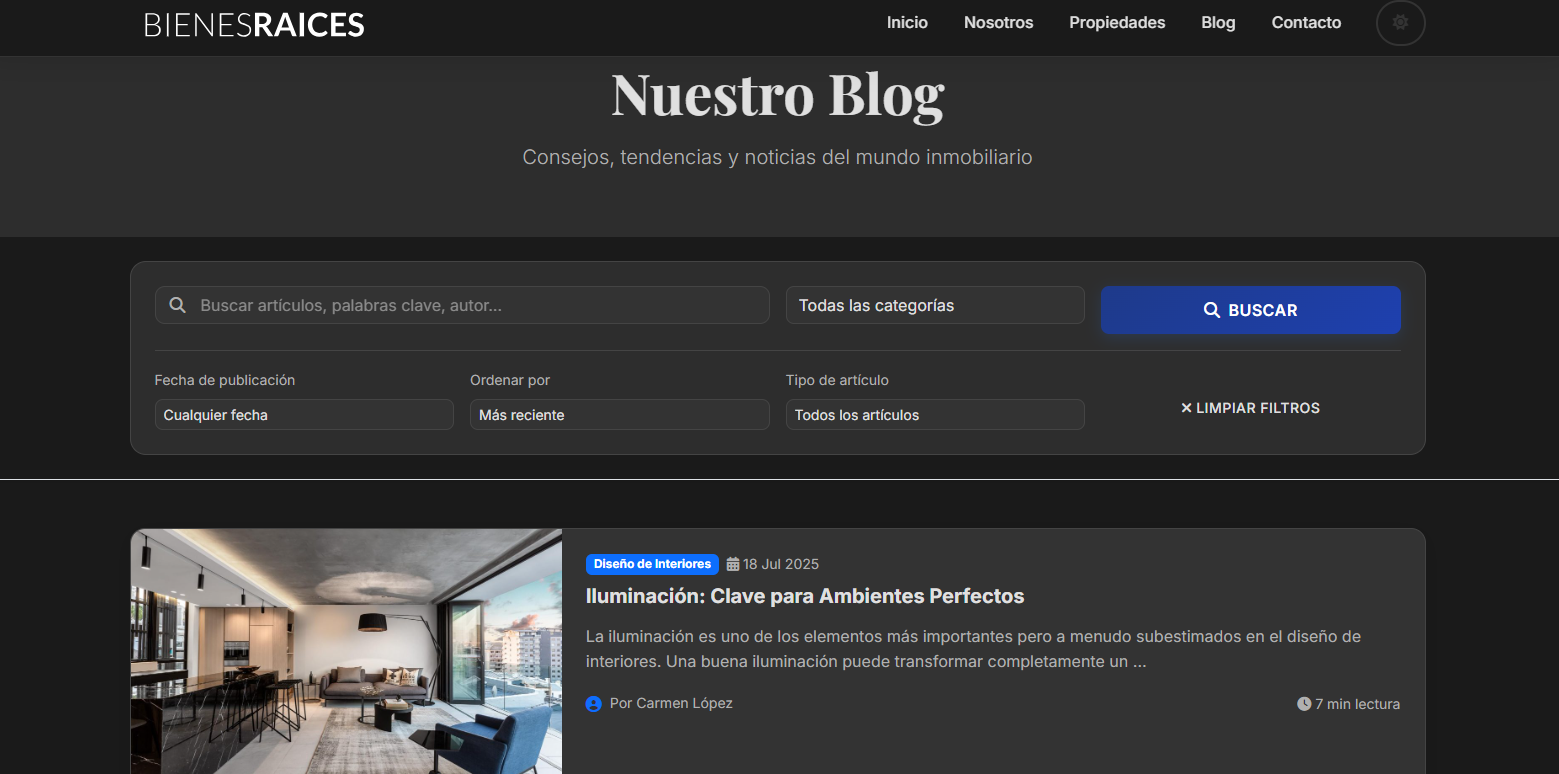 BIENESRAICES
Inicio Nosotros Propiedades Blog Contacto
Nuestro Blog
Consejos, tendencias y noticias del mundo inmobiliario
Buscar artículos, palabras clave, autor...
Todas las categorías
BUSCAR
Fecha de publicación
Ordenar por
Tipo de artículo
Cualquier fecha
Más reciente
Todos los artículos
LIMPIAR FILTROS
Diseño de Interiores 18 Jul 2025
Iluminación: Clave para Ambientes Perfectos
La iluminación es uno de los elementos más importantes pero a menudo subestimados en el diseño de
interiores. Una buena iluminación puede transformar completamente un ...
Por Carmen López
7 min lectura